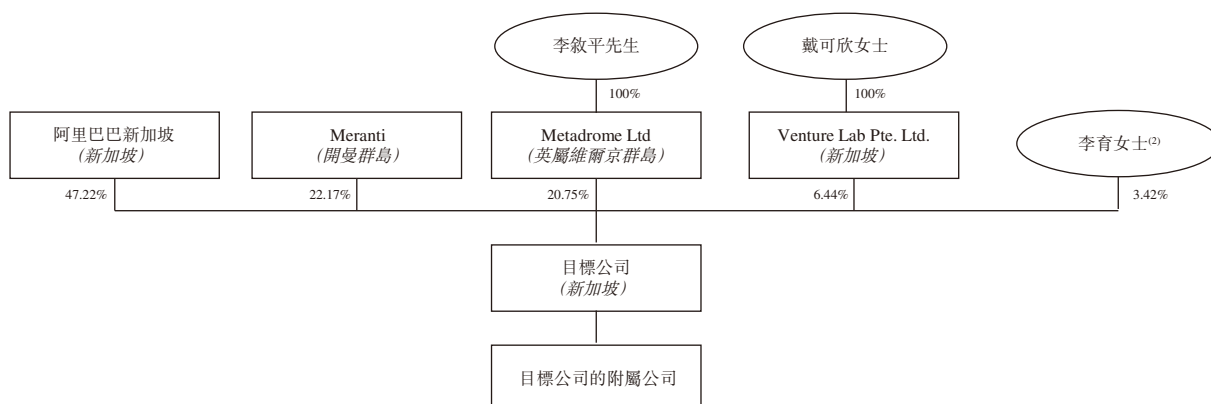 李敘平先生
戴可欣女士
100%
100%
阿里巴巴新加坡
(新加坡)
Meranti
(開曼群島)
Metadrome Ltd
(英屬維爾京群島)
Venture Lab Pte. Ltd.
(新加坡)
李育女士(2)
47.22%
22.17%
20.75%
6.44%
3.42%
目標公司
(新加坡)
目標公司的附屬公司